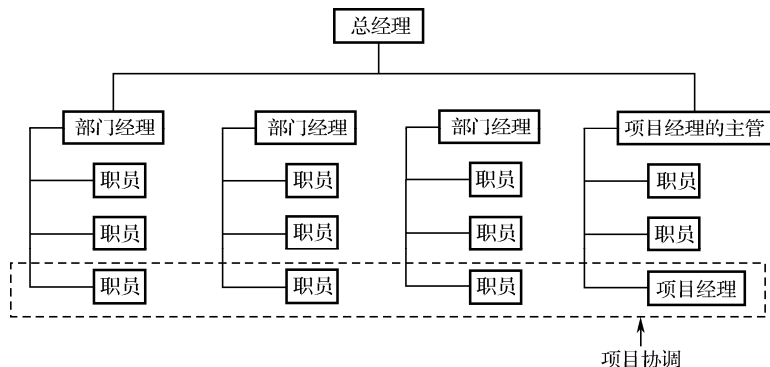 总经理
部门经理 部门经理 部门经理 项目经理的主管
职员 职员 职员 职员
职员 职员 职员 职员
职员 职员 职员 项目经理
项目协调